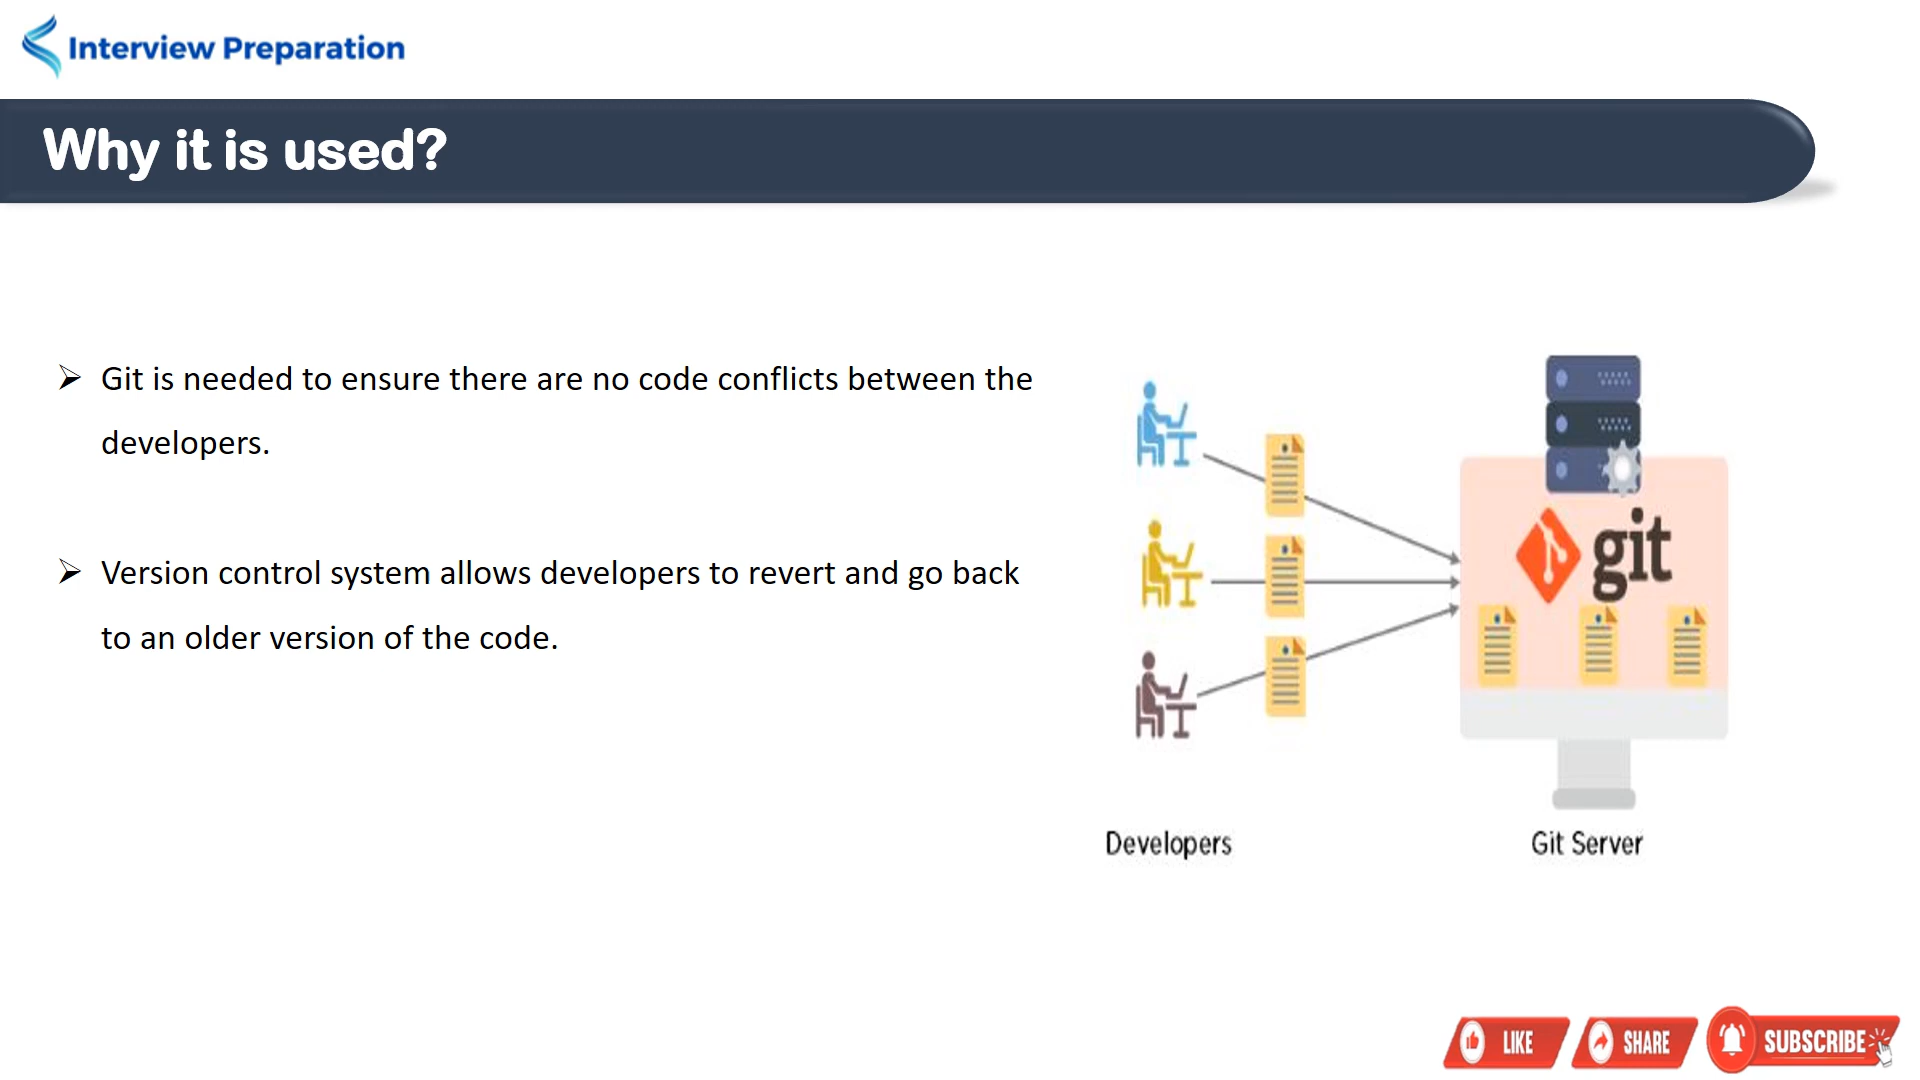 Interview Preparation
Why it is used?
➢ Git is needed to ensure there are no code conflicts between the
developers.
➢ Version control system allows developers to revert and go back
to an older version of the code.
git
Developers
Git Server
LIKE
SHARE
SUBSCRIBE